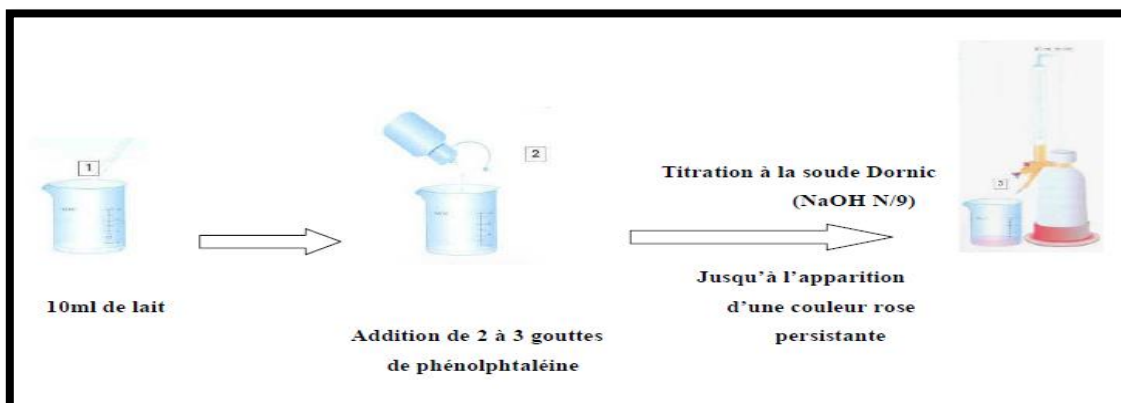 1
10ml de lait
2
Addition de 2 à 3 gouttes
de phénolphtaléine
Titration à la soude Dornic
(NaOH N/9)
Jusqu'à l'apparition
d'une couleur rose
persistante
3